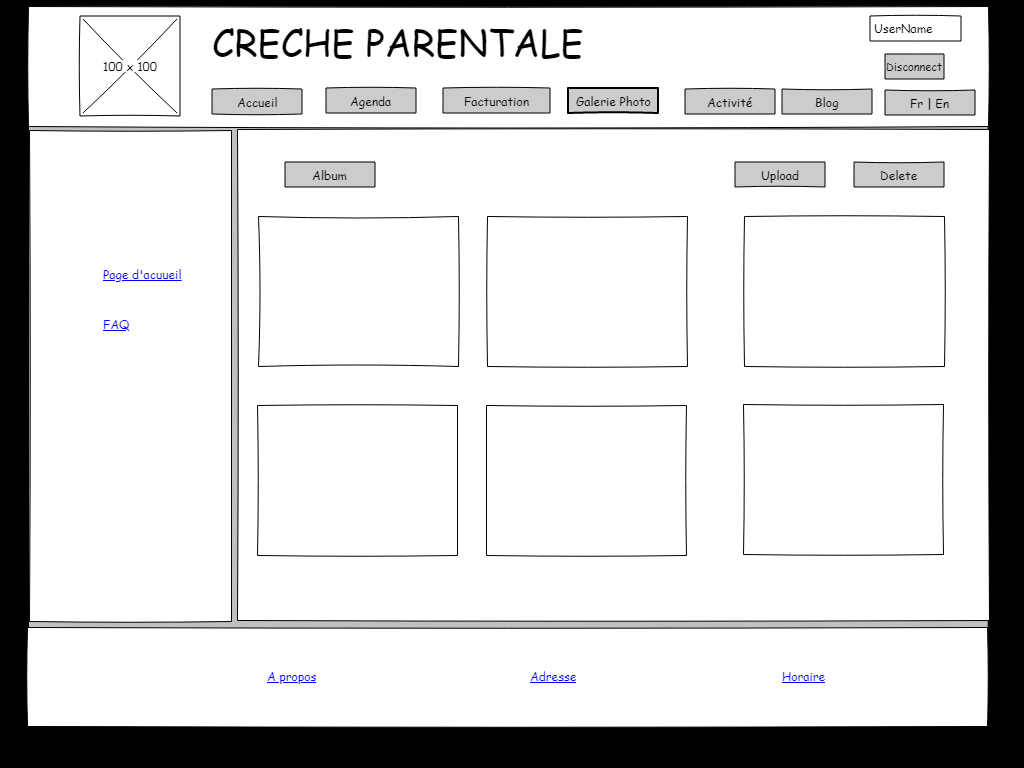 CRECHE PARENTALE
UserName
100 x 100
Disconnect
Accueil
Agenda
Facturation
Galerie Photo
Activité
Blog
Fr | En
Album
Upload
Delete
Page d'acuueil
FAQ
A propos
Adresse
Horaire